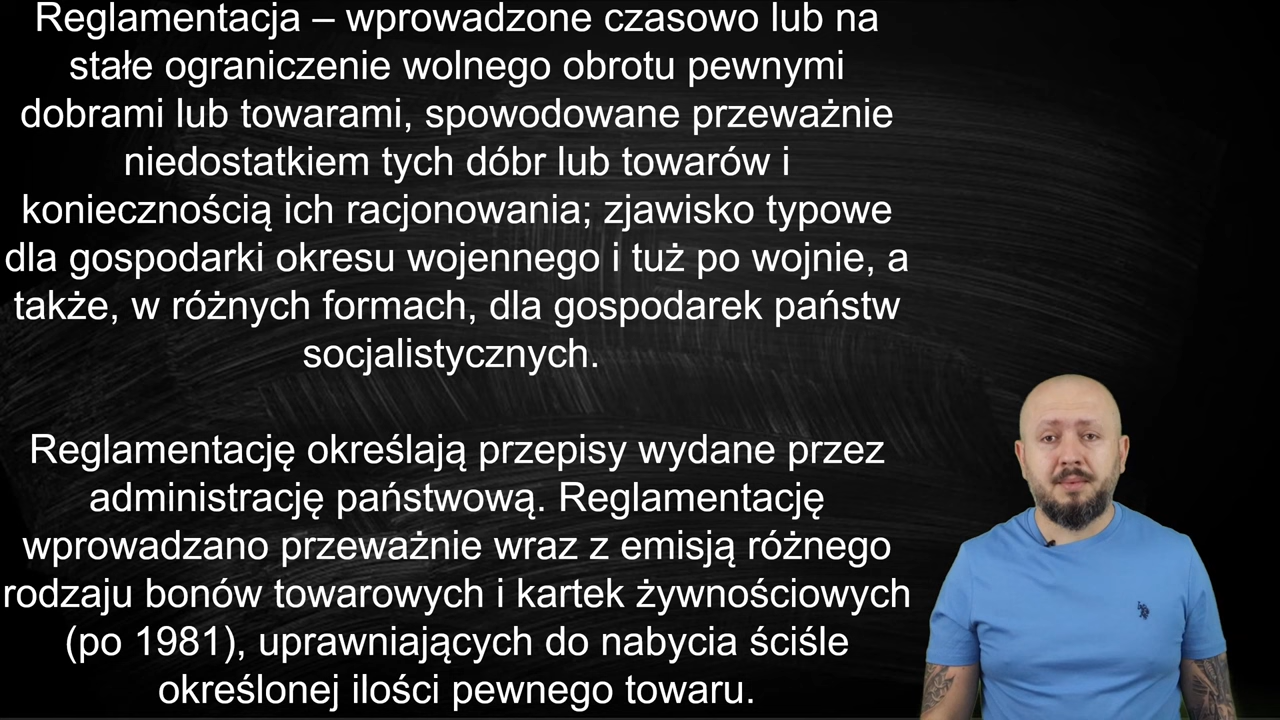 Reglamentacja – wprowadzone czasowo lub na
stałe ograniczenie wolnego obrotu pewnymi
dobrami lub towarami, spowodowane przeważnie
niedostatkiem tych dóbr lub towarów i
koniecznością ich racjonowania; zjawisko typowe
dla gospodarki okresu wojennego i tuż po wojnie, a
także, w różnych formach, dla gospodarek państw
socjalistycznych.
Reglamentację określają przepisy wydane przez
administrację państwową. Reglamentację
wprowadzano przeważnie wraz z emisją różnego
rodzaju bonów towarowych i kartek żywnościowych
(po 1981), uprawniających do nabycia ściśle
określonej ilości pewnego towaru.